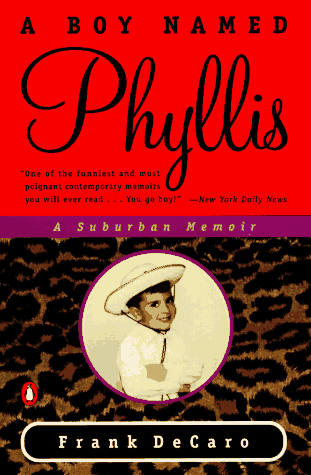 A BOY NAMED
Phyllis
"One of the funniest and most
poignant contemporary memoirs
you will ever read . . . You go boy!" —New York Daily News
A Suburban Memoir
Frank DeCaro